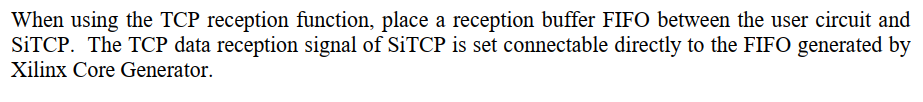 When using the TCP reception function, place a reception buffer FIFO between the user circuit and
SiTCP.  The TCP data reception signal of SiTCP is set connectable directly to the FIFO generated by
Xilinx Core Generator.